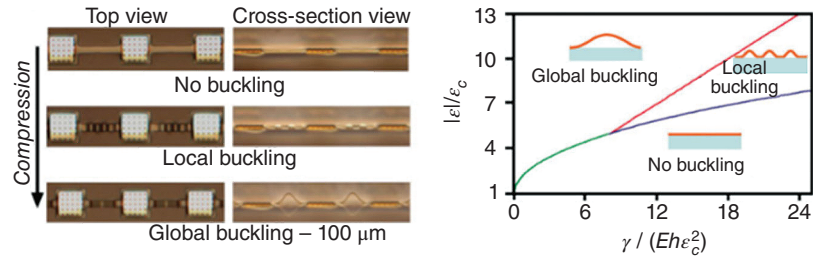 Top view
Cross-section view
Compression
No buckling
Local buckling
Global buckling – 100 μm
|ε|/ε_c
13
10
7
4
1
Global buckling
Local
buckling
No buckling
0
6
12
18
24
γ / (Ehε_c^2)